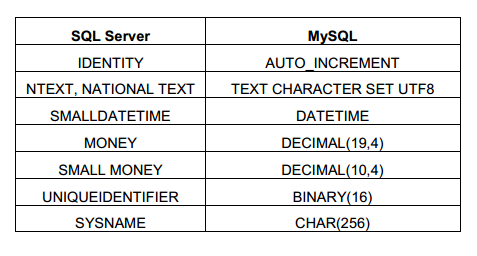 SQL Server MySQL
IDENTITY AUTO_INCREMENT
NTEXT, NATIONAL TEXT TEXT CHARACTER SET UTF8
SMALLDATETIME DATETIME
MONEY DECIMAL(19,4)
SMALL MONEY DECIMAL(10,4)
UNIQUEIDENTIFIER BINARY(16)
SYSNAME CHAR(256)